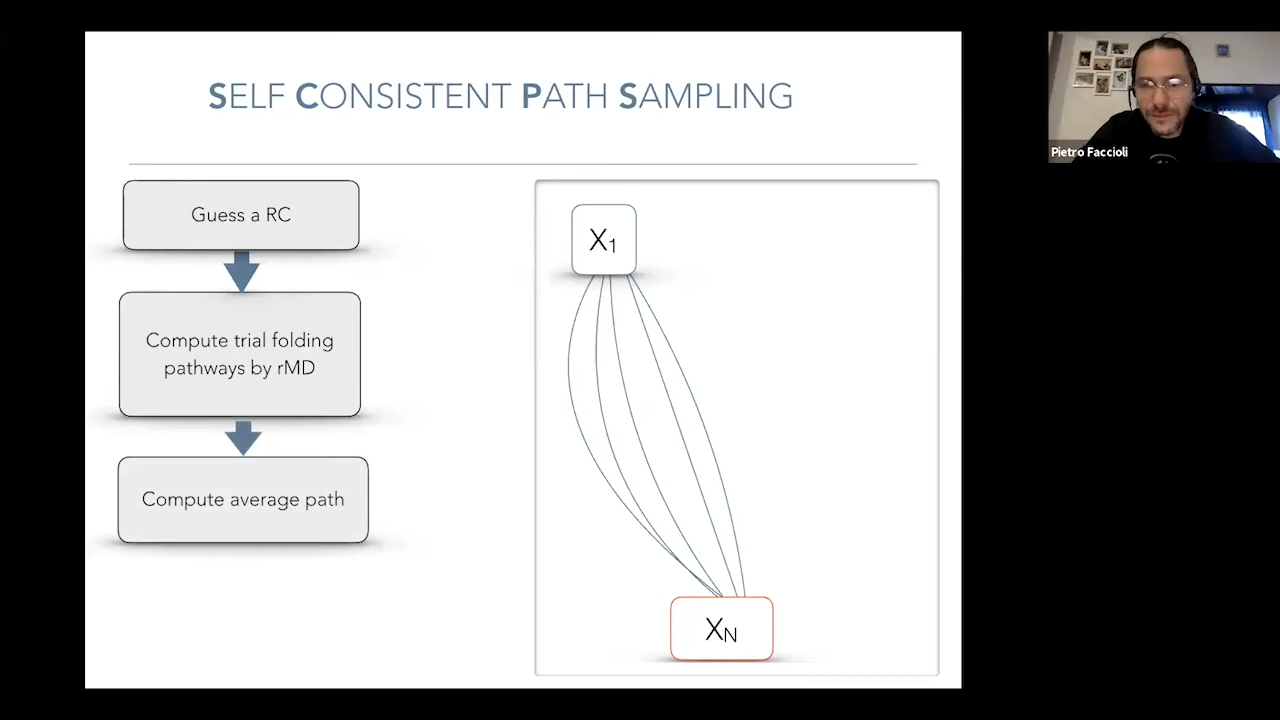 SELF CONSISTENT PATH SAMPLING
Guess a RC
Compute trial folding
pathways by rMD
Compute average path
X1
XN
Pietro Faccioli